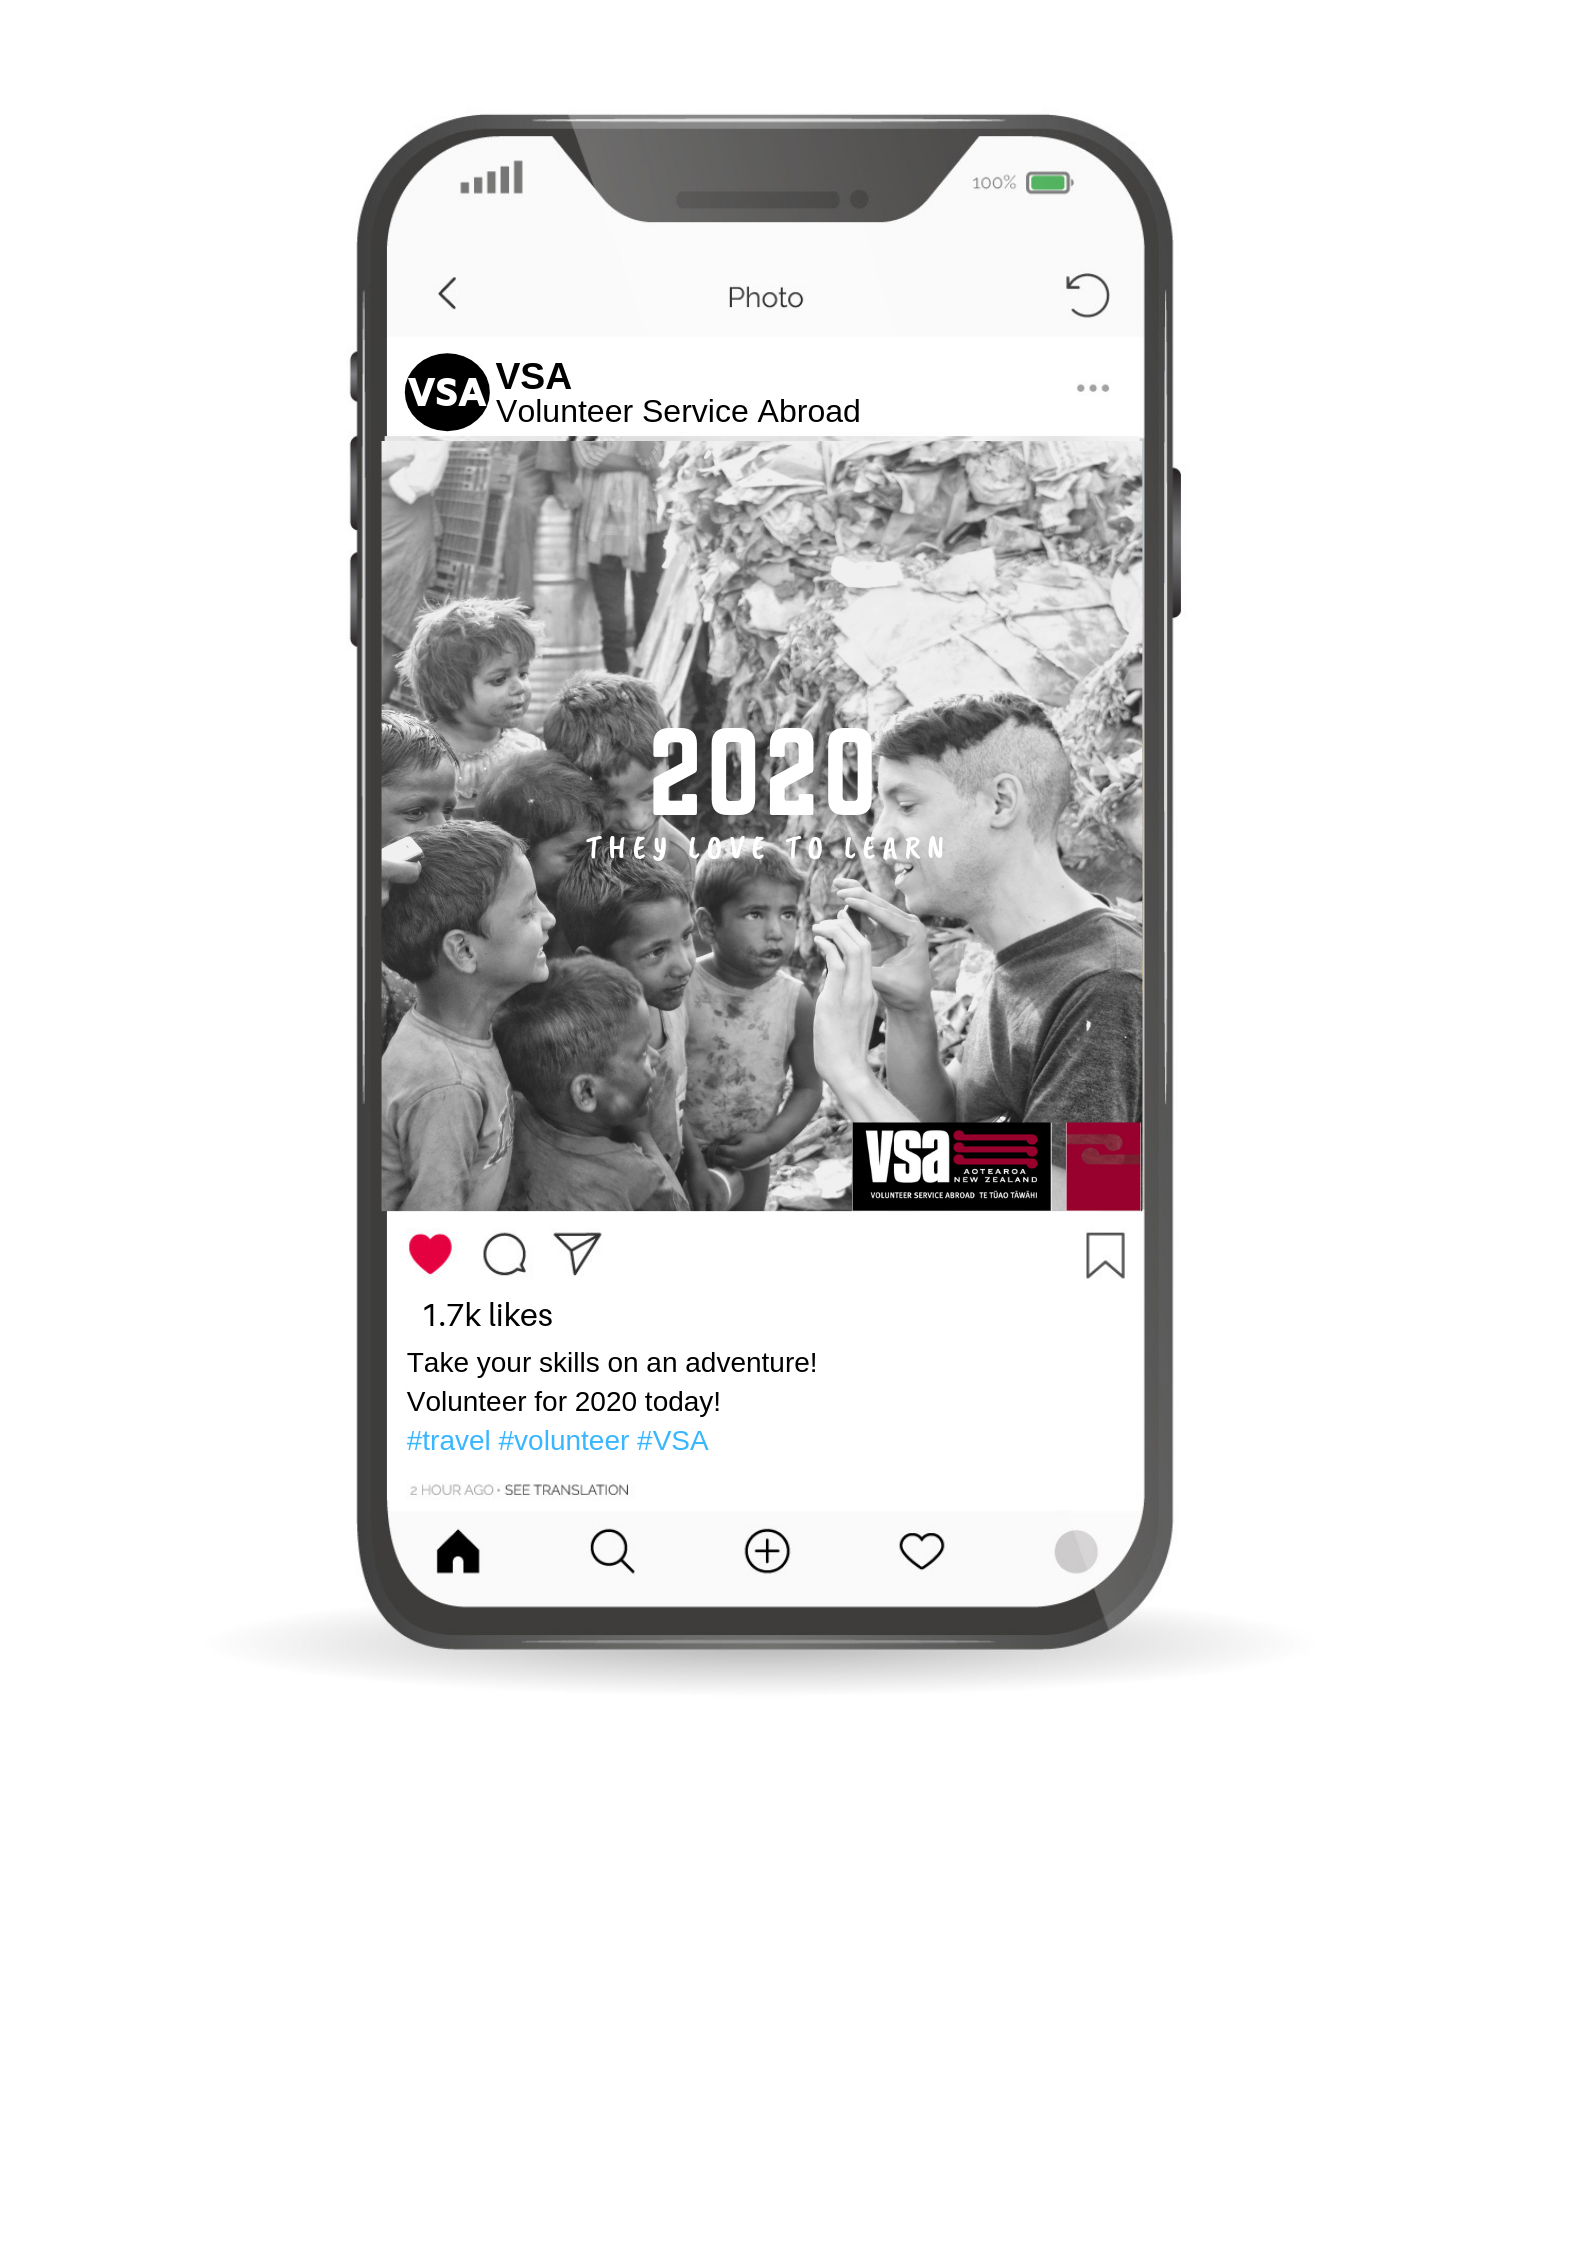 100%
Photo
VSA
VSA
Volunteer Service Abroad
2020
THEY LOVE TO LEARN
vsa
AOTEAROA
NEW ZEALAND
VOLUNTEER SERVICE ABROAD TE TŪAO TĀWĀHI
1.7k likes
Take your skills on an adventure!
Volunteer for 2020 today!
#travel #volunteer #VSA
2 HOUR AGO • SEE TRANSLATION